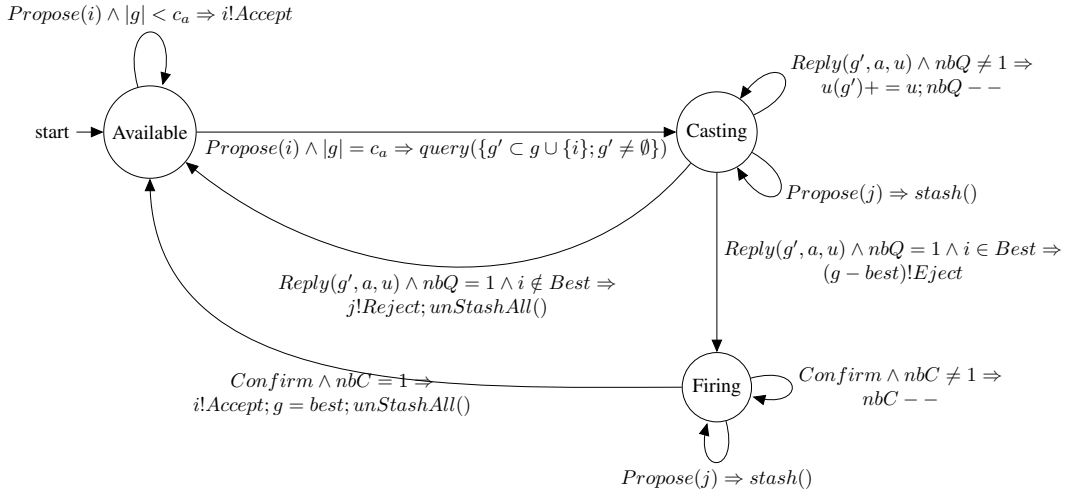 Propose(i) ∧ |g| < c_a ⇒ i!Accept
Reply(g′, a, u) ∧ nbQ ≠ 1 ⇒
u(g′)+ = u; nbQ − −
start
Available
Casting
Propose(i) ∧ |g| = c_a ⇒ query({g′ ⊂ g ∪ {i}; g′ ≠ ∅})
Propose(j) ⇒ stash()
Reply(g′, a, u) ∧ nbQ = 1 ∧ i ∈ Best ⇒
(g − best)!Eject
Reply(g′, a, u) ∧ nbQ = 1 ∧ i ∉ Best ⇒
j!Reject; unStashAll()
Confirm ∧ nbC = 1 ⇒
i!Accept; g = best; unStashAll()
Firing
Confirm ∧ nbC ≠ 1 ⇒
nbC − −
Propose(j) ⇒ stash()